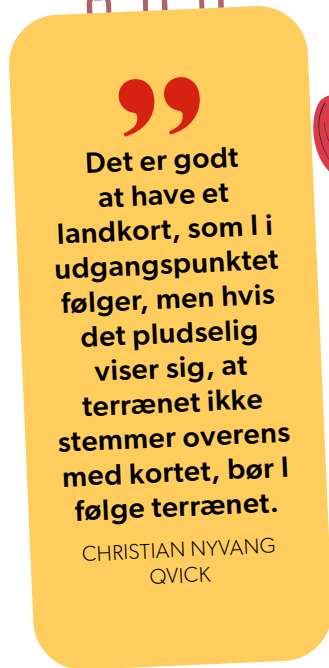 ”
Det er godt
at have et
landkort, som I i
udgangspunktet
følger, men hvis
det pludselig
viser sig, at
terrænet ikke
stemmer overens
med kortet, bør I
følge terrænet.
CHRISTIAN NYVANG
QVICK